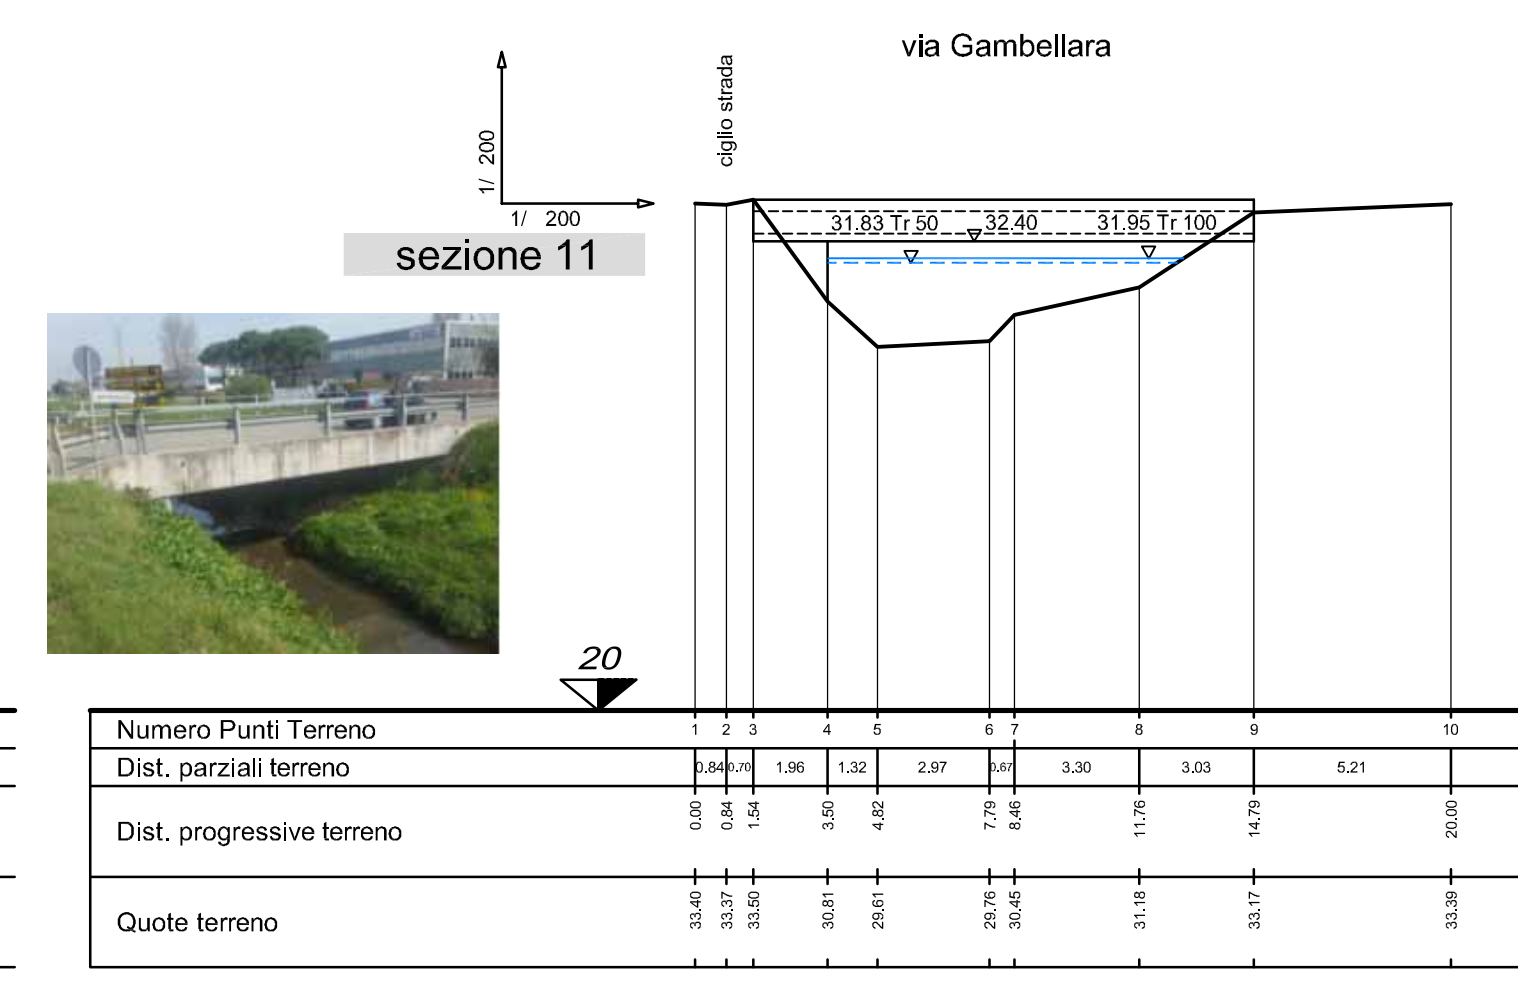 via Gambellara
ciglio strada
1/ 200
1/ 200
sezione 11
31.83 Tr 50
32.40
31.95 Tr 100
20
Numero Punti Terreno 1 2 3 4 5 6 7 8 9 10
Dist. parziali terreno 0.84 0.70 1.96 1.32 2.97 0.67 3.30 3.03 5.21
Dist. progressive terreno 0.00 0.84 1.54 3.50 4.82 7.79 8.46 11.76 14.79 20.00
Quote terreno 33.40 33.37 33.50 30.81 29.61 29.76 30.45 31.18 33.17 33.39